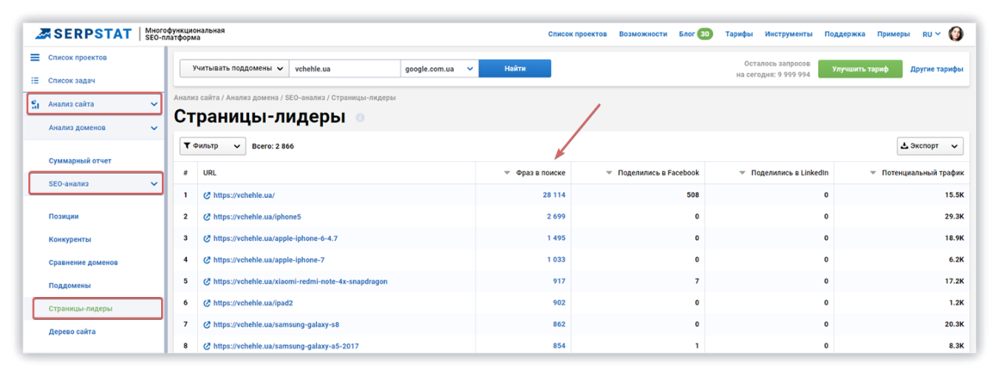 SERPSTAT
Многофункциональная
SEO-платформа
Список проектов Возможности Блог 30 Тарифы Инструменты Поддержка Примеры RU
Список проектов
Список задач
Анализ сайта
Анализ доменов
Суммарный отчет
SEO-анализ
Позиции
Конкуренты
Сравнение доменов
Поддомены
Страницы-лидеры
Дерево сайта
Учитывать поддомены vchehle.ua google.com.ua Найти
Осталось запросов
на сегодня: 9 999 994
Улучшить тариф Другие тарифы
Анализ сайта / Анализ домена / SEO-анализ / Страницы-лидеры
Страницы-лидеры
Фильтр Всего: 2 866 Экспорт
# URL Фраз в поиске Поделились в Facebook Поделились в LinkedIn Потенциальный трафик
1 https://vchehle.ua/ 28 114 508 0 15.5K
2 https://vchehle.ua/iphone5 2 699 0 0 29.3K
3 https://vchehle.ua/apple-iphone-6-4.7 1 495 0 0 18.9K
4 https://vchehle.ua/apple-iphone-7 1 033 0 0 6.2K
5 https://vchehle.ua/xiaomi-redmi-note-4x-snapdragon 917 7 0 17.2K
6 https://vchehle.ua/ipad2 902 0 0 1.2K
7 https://vchehle.ua/samsung-galaxy-s8 862 0 0 20.3K
8 https://vchehle.ua/samsung-galaxy-a5-2017 854 1 0 8.3K